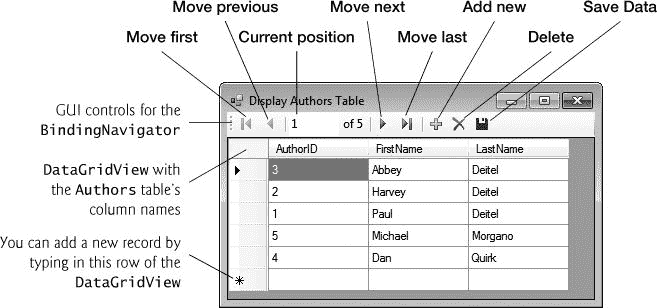 Move previous
Move next
Add new
Save Data
Move first
Current position
Move last
Delete
Display Authors Table
GUI controls for the
BindingNavigator
1
of 5
AuthorID
FirstName
LastName
DataGridView with
the Authors table's
column names
3
Abbey
Deitel
2
Harvey
Deitel
1
Paul
Deitel
5
Michael
Morgano
4
Dan
Quirk
You can add a new record by
typing in this row of the
DataGridView